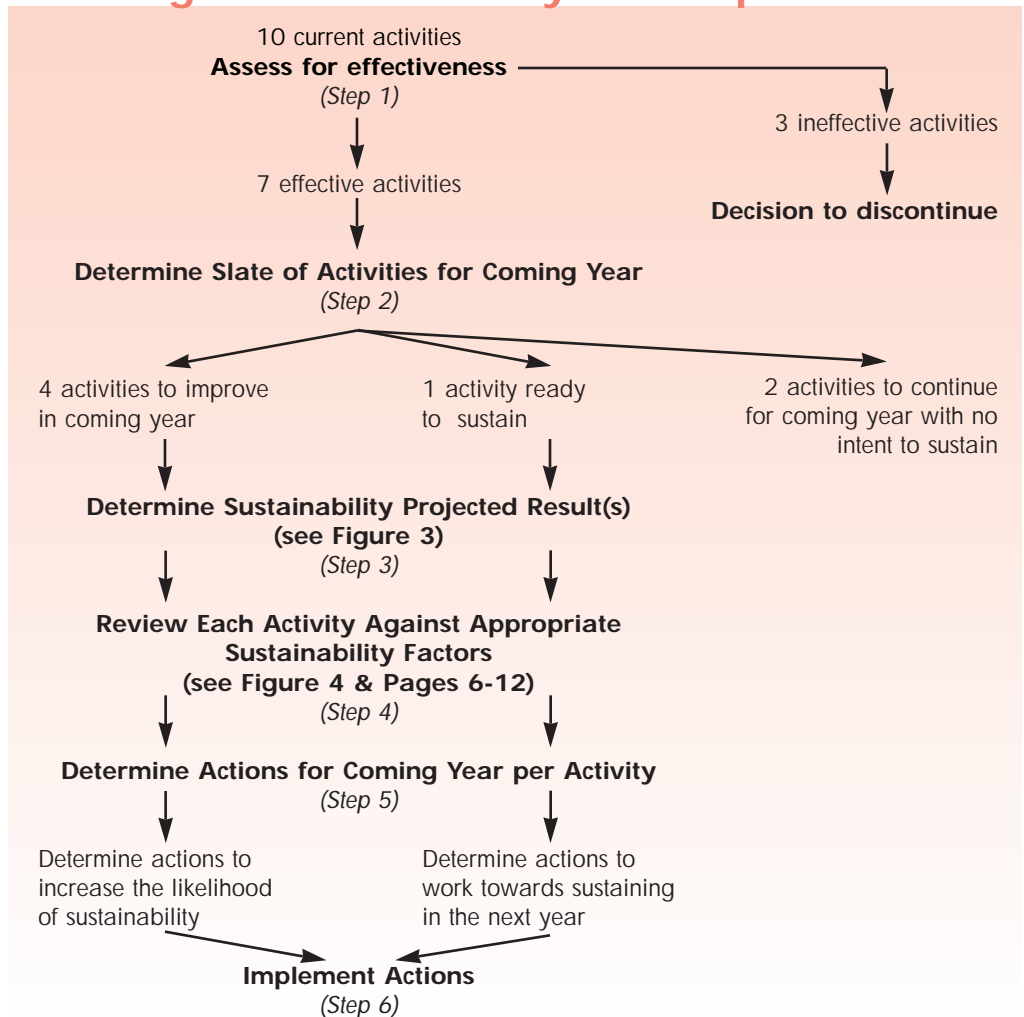 10 current activities
Assess for effectiveness
(Step 1)
3 ineffective activities
Decision to discontinue
7 effective activities
Determine Slate of Activities for Coming Year
(Step 2)
4 activities to improve
in coming year
1 activity ready
to sustain
2 activities to continue
for coming year with no
intent to sustain
Determine Sustainability Projected Result(s)
(see Figure 3)
(Step 3)
Review Each Activity Against Appropriate
Sustainability Factors
(see Figure 4 & Pages 6-12)
(Step 4)
Determine Actions for Coming Year per Activity
(Step 5)
Determine actions to
increase the likelihood
of sustainability
Determine actions to
work towards sustaining
in the next year
Implement Actions
(Step 6)